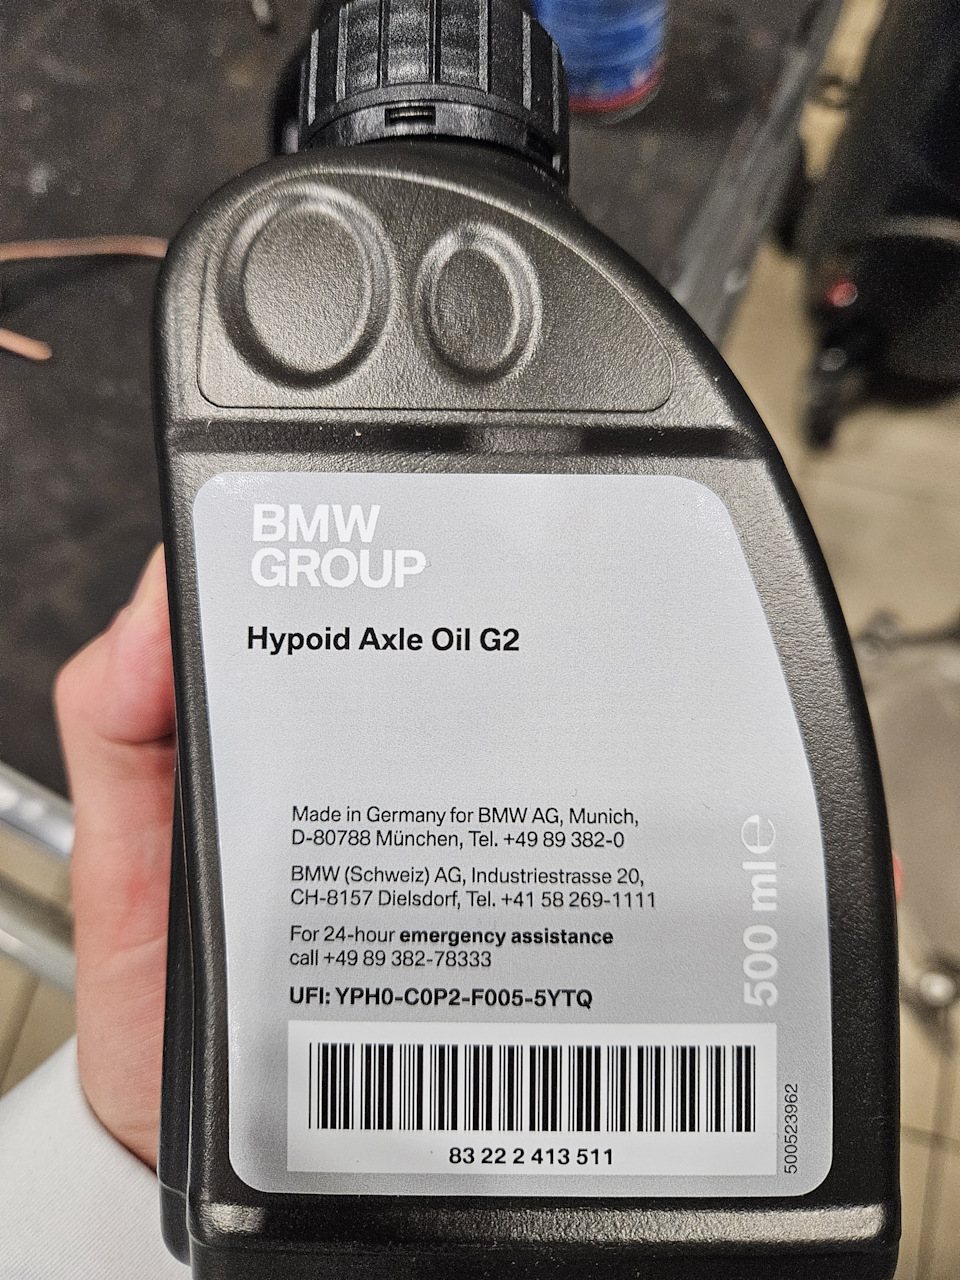 BMW
GROUP
Hypoid Axle Oil G2
Made in Germany for BMW AG, Munich,
D-80788 München, Tel. +49 89 382-0
BMW (Schweiz) AG, Industriestrasse 20,
CH-8157 Dielsdorf, Tel. +41 58 269-1111
For 24-hour emergency assistance
call +49 89 382-78333
UFI: YPH0-C0P2-F005-5YTQ
500 ml ℮
83 22 2 413 511
500523962